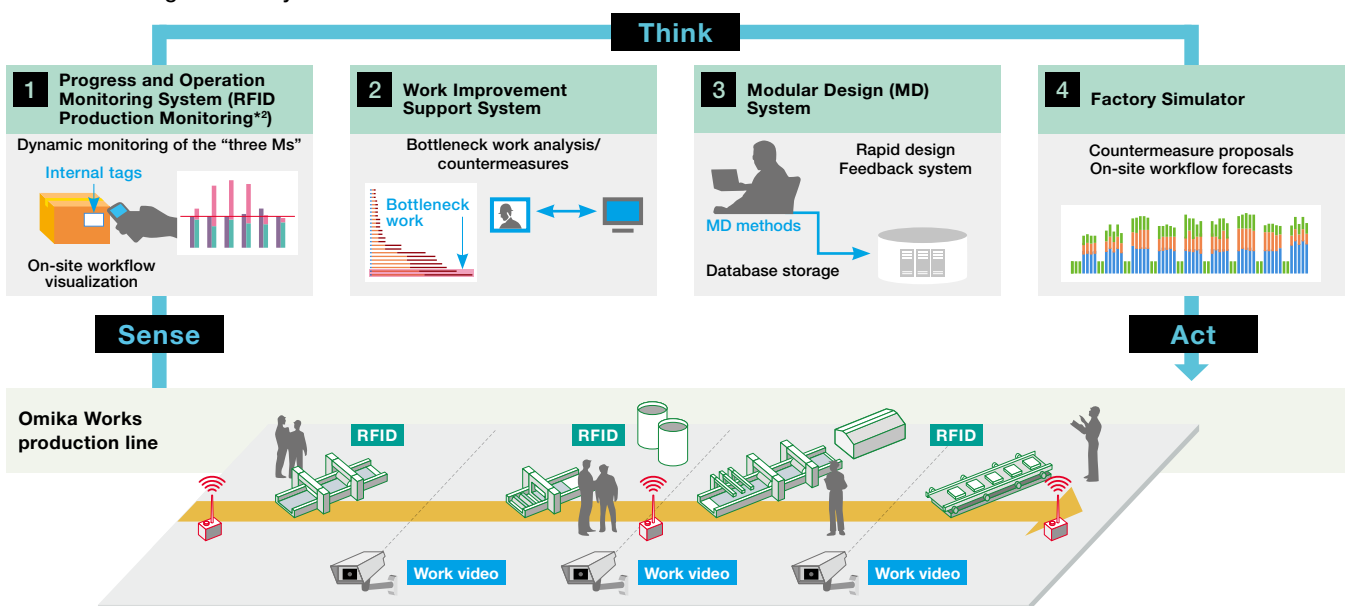 Think
1
Progress and Operation
Monitoring System (RFID
Production Monitoring*2)
Dynamic monitoring of the “three Ms”
Internal tags
On-site workflow
visualization
2
Work Improvement
Support System
Bottleneck work analysis/
countermeasures
Bottleneck
work
3
Modular Design (MD)
System
Rapid design
Feedback system
MD methods
Database storage
4
Factory Simulator
Countermeasure proposals
On-site workflow forecasts
Sense
Act
Omika Works
production line
RFID
RFID
RFID
Work video
Work video
Work video